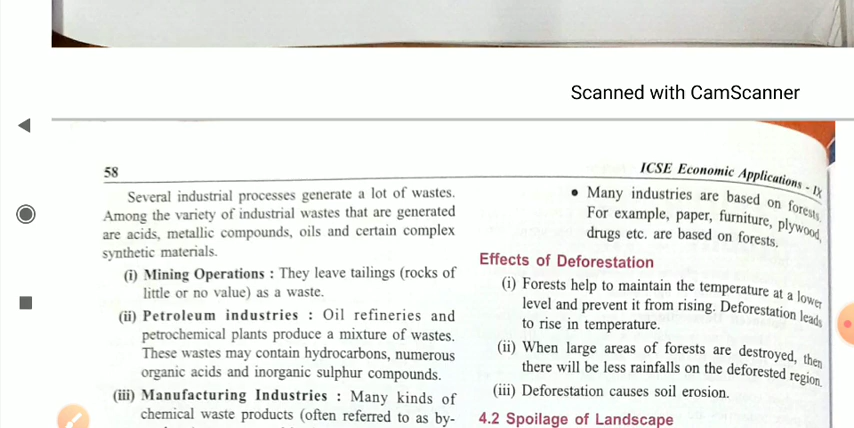 Scanned with CamScanner
58
ICSE Economic Applications - IX
Several industrial processes generate a lot of wastes.
Among the variety of industrial wastes that are generated
are acids, metallic compounds, oils and certain complex
synthetic materials.
(i) Mining Operations : They leave tailings (rocks of
little or no value) as a waste.
(ii) Petroleum industries : Oil refineries and
petrochemical plants produce a mixture of wastes.
These wastes may contain hydrocarbons, numerous
organic acids and inorganic sulphur compounds.
(iii) Manufacturing Industries : Many kinds of
chemical waste products (often referred to as by-
• Many industries are based on forests.
For example, paper, furniture, plywood,
drugs etc. are based on forests.
Effects of Deforestation
(i) Forests help to maintain the temperature at a lower
level and prevent it from rising. Deforestation leads
to rise in temperature.
(ii) When large areas of forests are destroyed, then
there will be less rainfalls on the deforested region.
(iii) Deforestation causes soil erosion.
4.2 Spoilage of Landscape